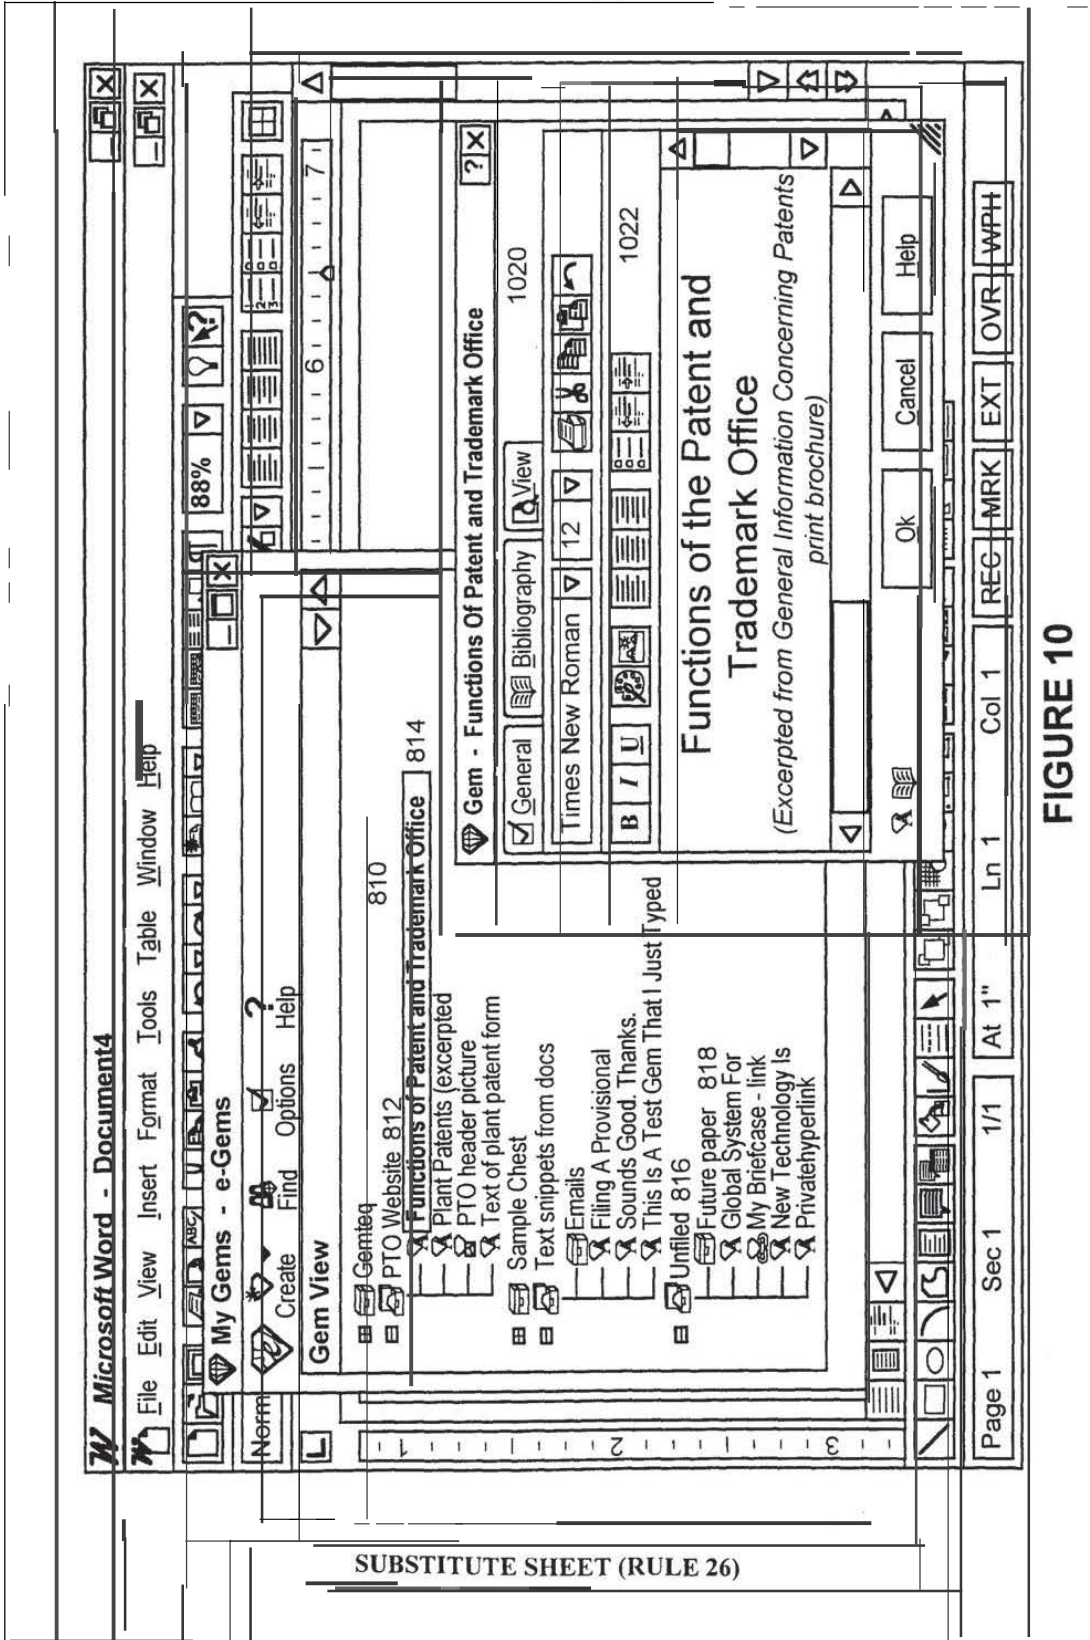 Microsoft Word - Document4
File Edit View Insert Format Tools Table Window Help
88%
My Gems - e-Gems
Create Find Options Help
Norm
6 7
Gem View
Gemteq
810
PTO Website 812
Functions of Patent and Trademark Office 814
Plant Patents (excerpted
PTO header picture
Text of plant patent form
Sample Chest
Text snippets from docs
Emails
Filing A Provisional
Sounds Good. Thanks.
This Is A Test Gem That I Just Typed
Unfiled 816
Future paper 818
Global System For
My Briefcase - link
New Technology Is
Privatehyperlink
1 2 3
Gem - Functions Of Patent and Trademark Office
General Bibliography View 1020
Times New Roman 12
B I U 1022
Functions of the Patent and
Trademark Office
(Excerpted from General Information Concerning Patents
print brochure)
Ok Cancel Help
Page 1 Sec 1 1/1 At 1" Ln 1 Col 1 REC MRK EXT OVR WPH
FIGURE 10
SUBSTITUTE SHEET (RULE 26)